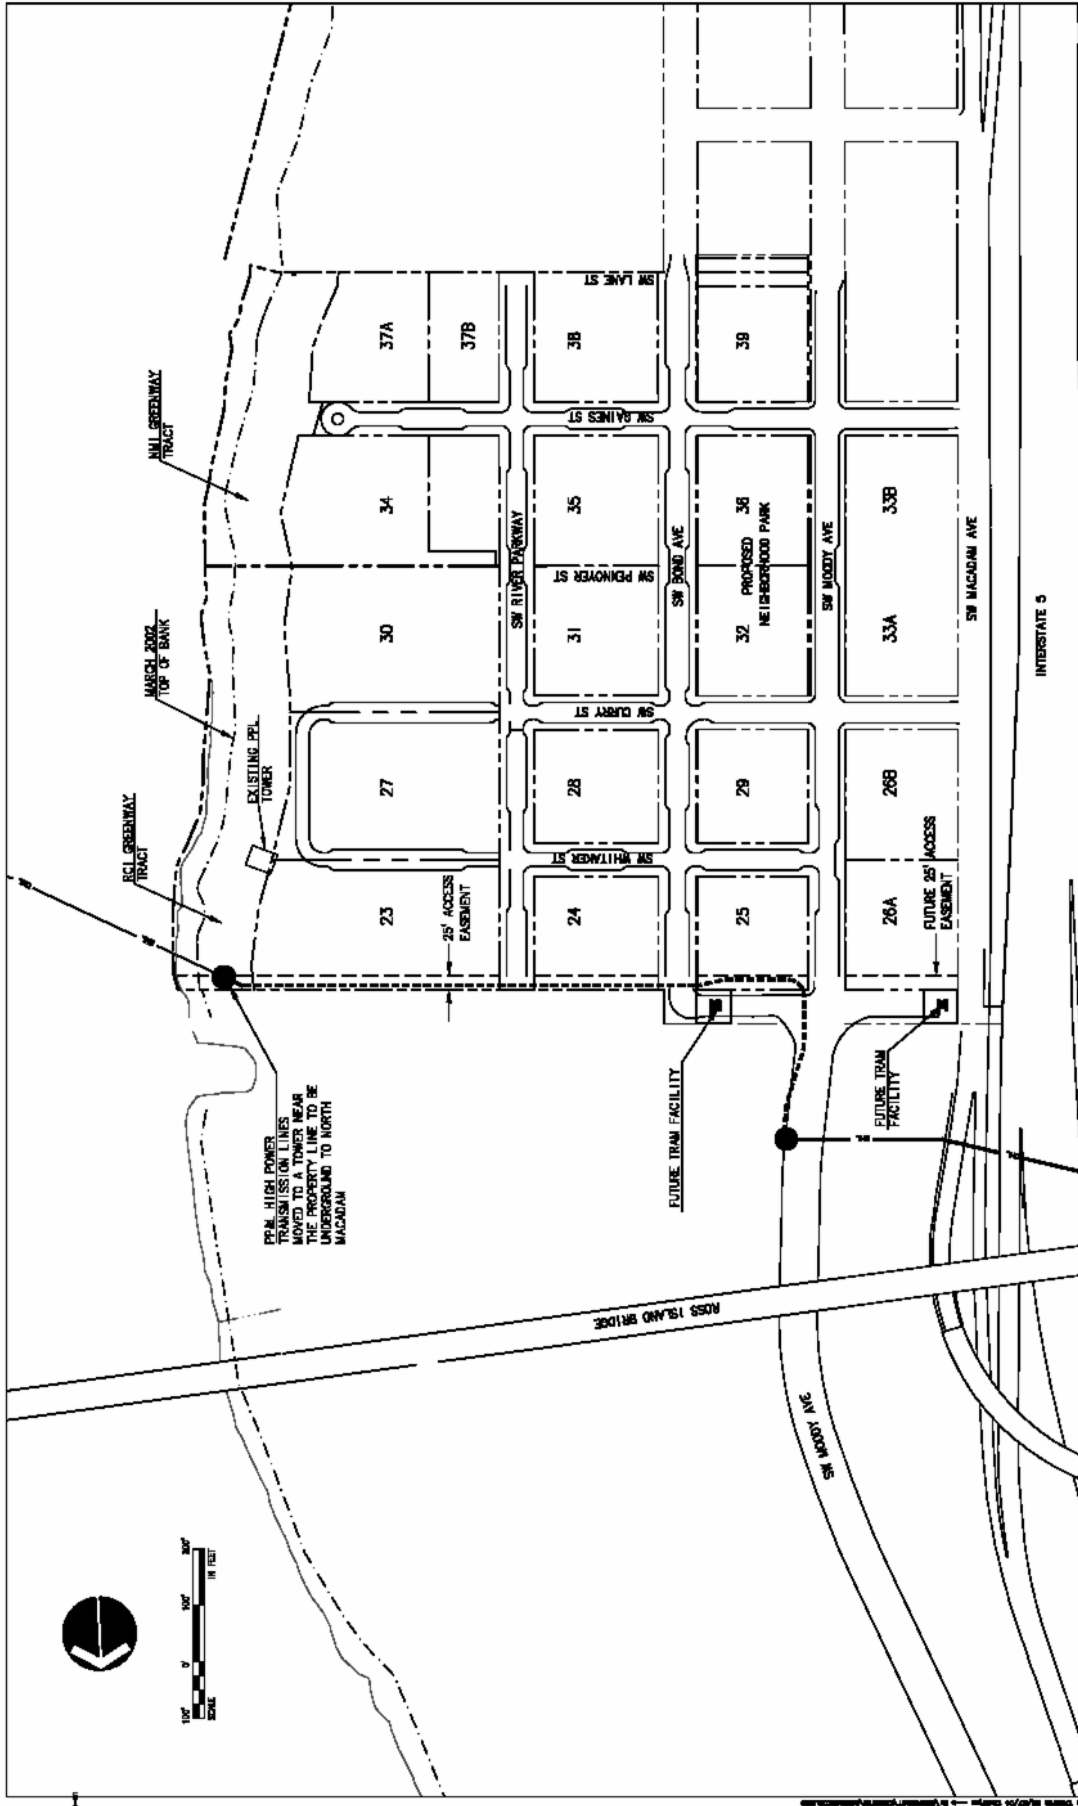 NMI GREENWAY
TRACT
MARCH 2002
TOP OF BANK
RCI GREENWAY
TRACT
EXISTING PPL
TOWER
37A
37B
38
39
SW LANE ST
SW GAINES ST
34
35
36
33B
PROPOSED
NEIGHBORHOOD PARK
SW RIVER PARKWAY
SW PENNOYER ST
SW BOND AVE
SW MOODY AVE
SW MACADAM AVE
INTERSTATE 5
30
31
32
33A
SW CURRY ST
27
28
29
26B
SW WHITAKER ST
23
24
25
26A
25' ACCESS
EASEMENT
FUTURE 25' ACCESS
EASEMENT
PP&L HIGH POWER
TRANSMISSION LINES
MOVED TO A TOWER NEAR
THE PROPERTY LINE TO BE
UNDERGROUND TO NORTH
MACADAM
FUTURE TRAM FACILITY
FUTURE TRAM
FACILITY
ROSS ISLAND BRIDGE
SW MOODY AVE
100' 0' 100' 200'
SCALE IN FEET